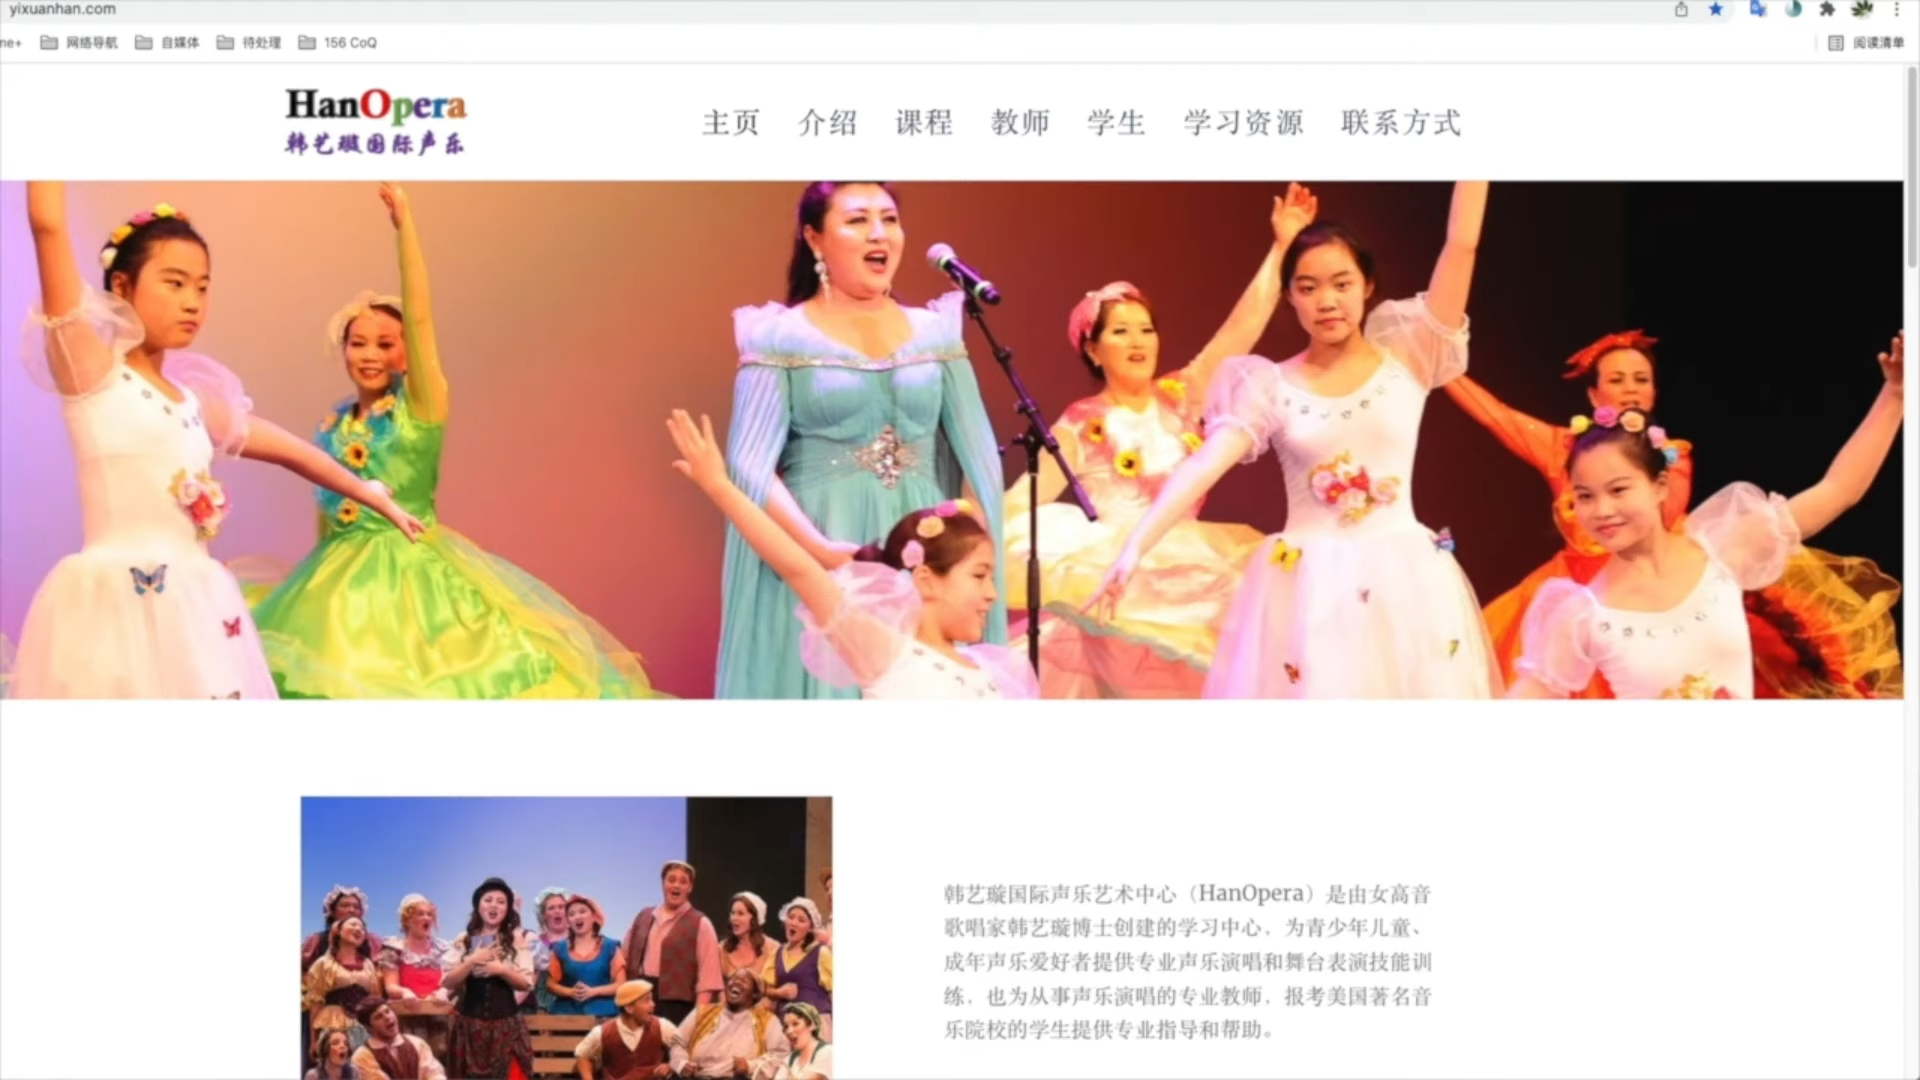 yixuanhan.com
ne+ 网络导航 自媒体 待处理 156 CoQ 阅读清单
HanOpera
韩艺璇国际声乐
主页 介绍 课程 教师 学生 学习资源 联系方式
韩艺璇国际声乐艺术中心（HanOpera）是由女高音
歌唱家韩艺璇博士创建的学习中心，为青少年儿童、
成年声乐爱好者提供专业声乐演唱和舞台表演技能训
练，也为从事声乐演唱的专业教师，报考美国著名音
乐院校的学生提供专业指导和帮助。